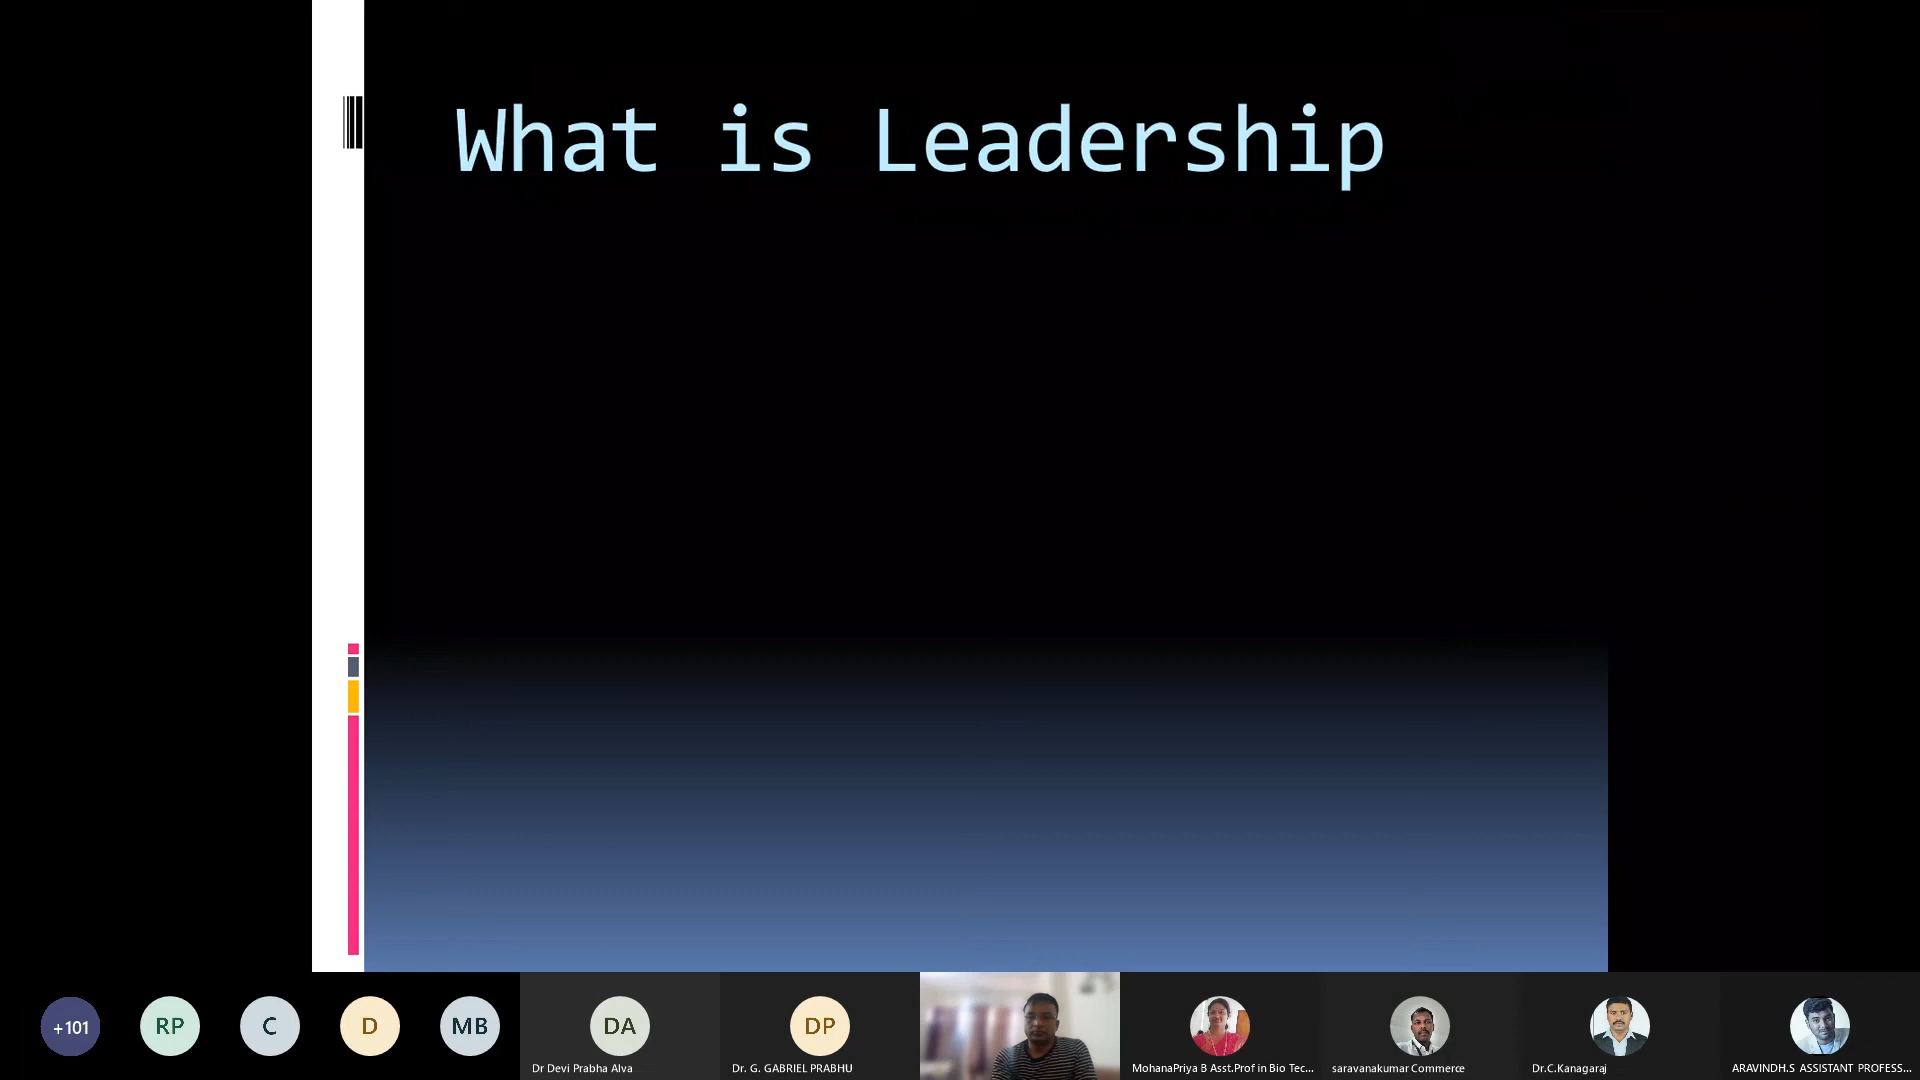 What is Leadership
+101
RP
C
D
MB
DA
DP
Dr Devi Prabha Alva
Dr. G. GABRIEL PRABHU
MohanaPriya B Asst.Prof in Bio Tec...
saravanakumar Commerce
Dr.C.Kanagaraj
ARAVINDH.S ASSISTANT PROFESS...